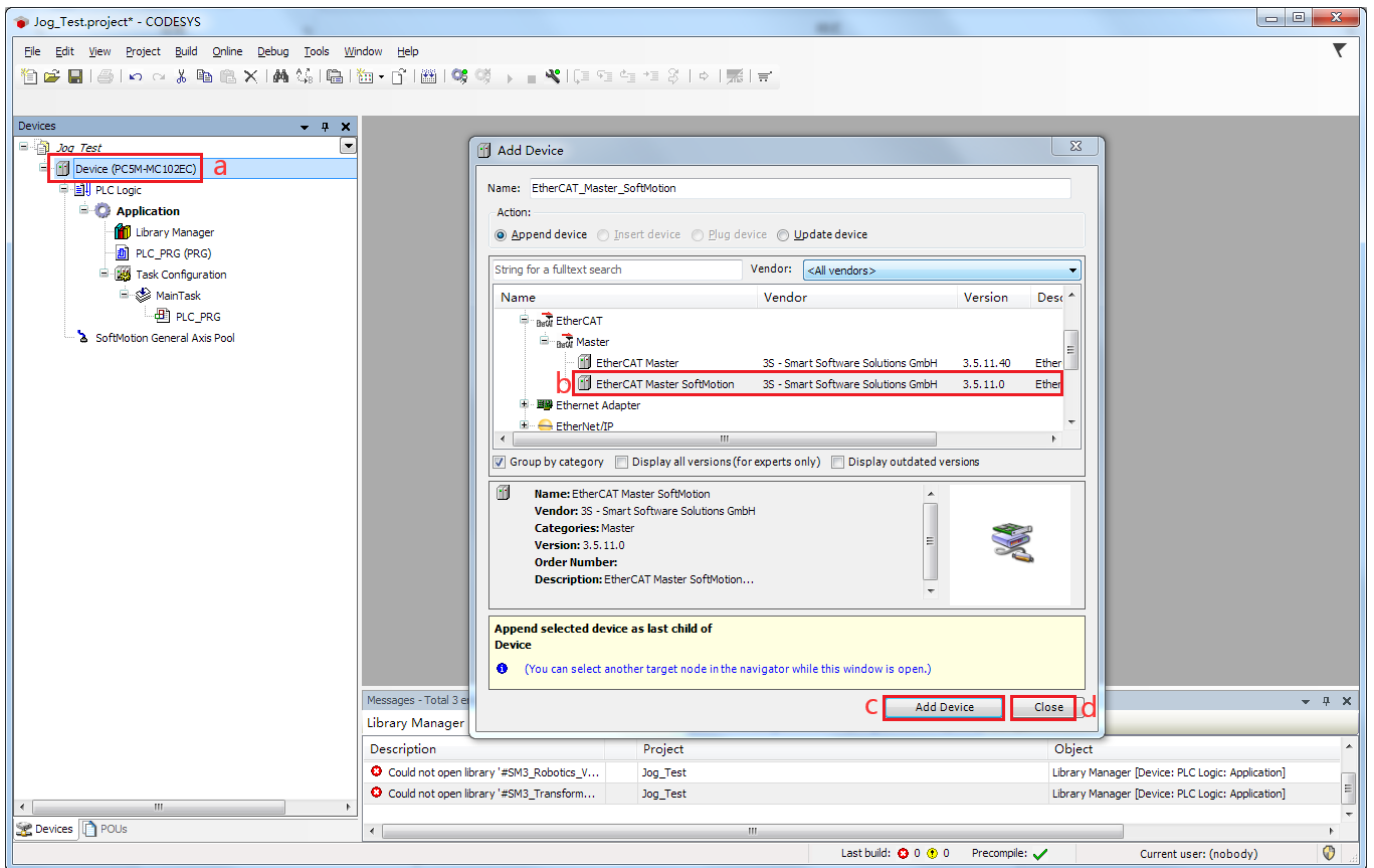 Jog_Test.project* - CODESYS
File Edit View Project Build Online Debug Tools Window Help
Devices
Jog_Test
Device (PC5M-MC102EC) a
PLC Logic
Application
Library Manager
PLC_PRG (PRG)
Task Configuration
MainTask
PLC_PRG
SoftMotion General Axis Pool
Devices POUs
Add Device
Name: EtherCAT_Master_SoftMotion
Action:
Append device Insert device Plug device Update device
String for a fulltext search Vendor: <All vendors>
Name Vendor Version Desc
EtherCAT
Master
EtherCAT Master 3S - Smart Software Solutions GmbH 3.5.11.40 Ether
b EtherCAT Master SoftMotion 3S - Smart Software Solutions GmbH 3.5.11.0 Ether
Ethernet Adapter
EtherNet/IP
Group by category Display all versions (for experts only) Display outdated versions
Name: EtherCAT Master SoftMotion
Vendor: 3S - Smart Software Solutions GmbH
Categories: Master
Version: 3.5.11.0
Order Number:
Description: EtherCAT Master SoftMotion...
Append selected device as last child of
Device
(You can select another target node in the navigator while this window is open.)
c Add Device Close d
Messages - Total 3 e
Library Manager
Description Project Object
Could not open library '#SM3_Robotics_V... Jog_Test Library Manager [Device: PLC Logic: Application]
Could not open library '#SM3_Transform... Jog_Test Library Manager [Device: PLC Logic: Application]
Last build: 0 0 Precompile: Current user: (nobody)